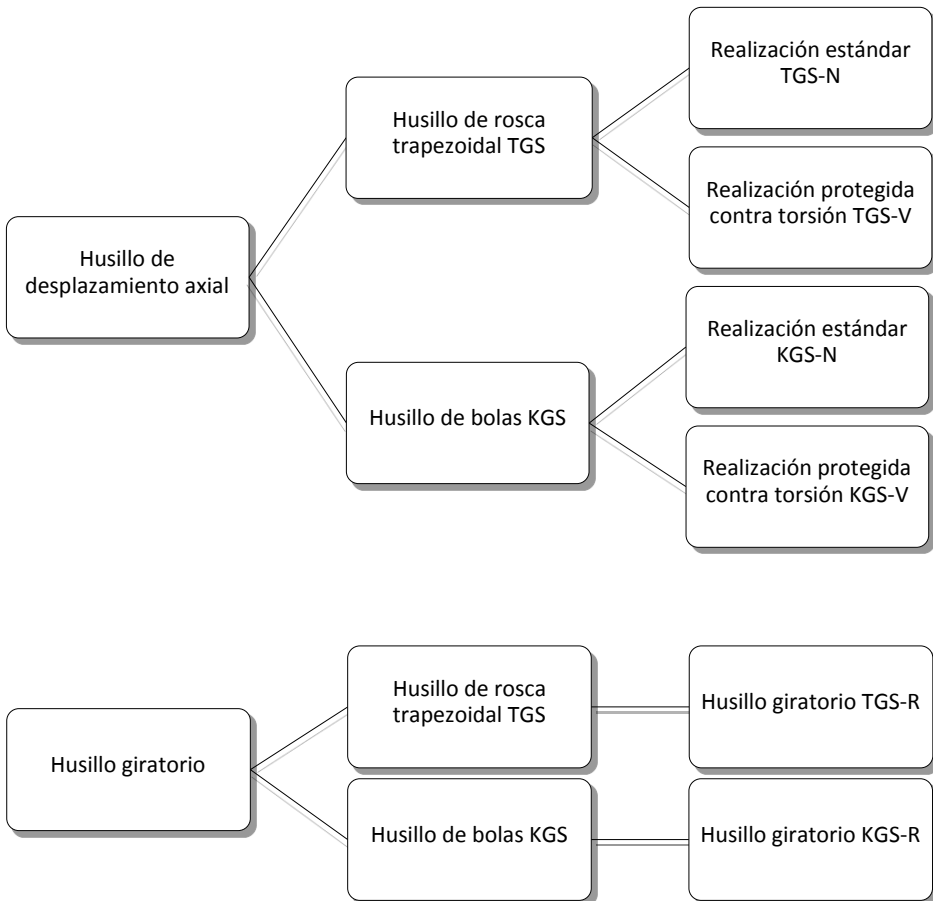 Husillo de
desplazamiento axial
Husillo de rosca
trapezoidal TGS
Realización estándar
TGS-N
Realización protegida
contra torsión TGS-V
Husillo de bolas KGS
Realización estándar
KGS-N
Realización protegida
contra torsión KGS-V
Husillo giratorio
Husillo de rosca
trapezoidal TGS
Husillo giratorio TGS-R
Husillo de bolas KGS
Husillo giratorio KGS-R